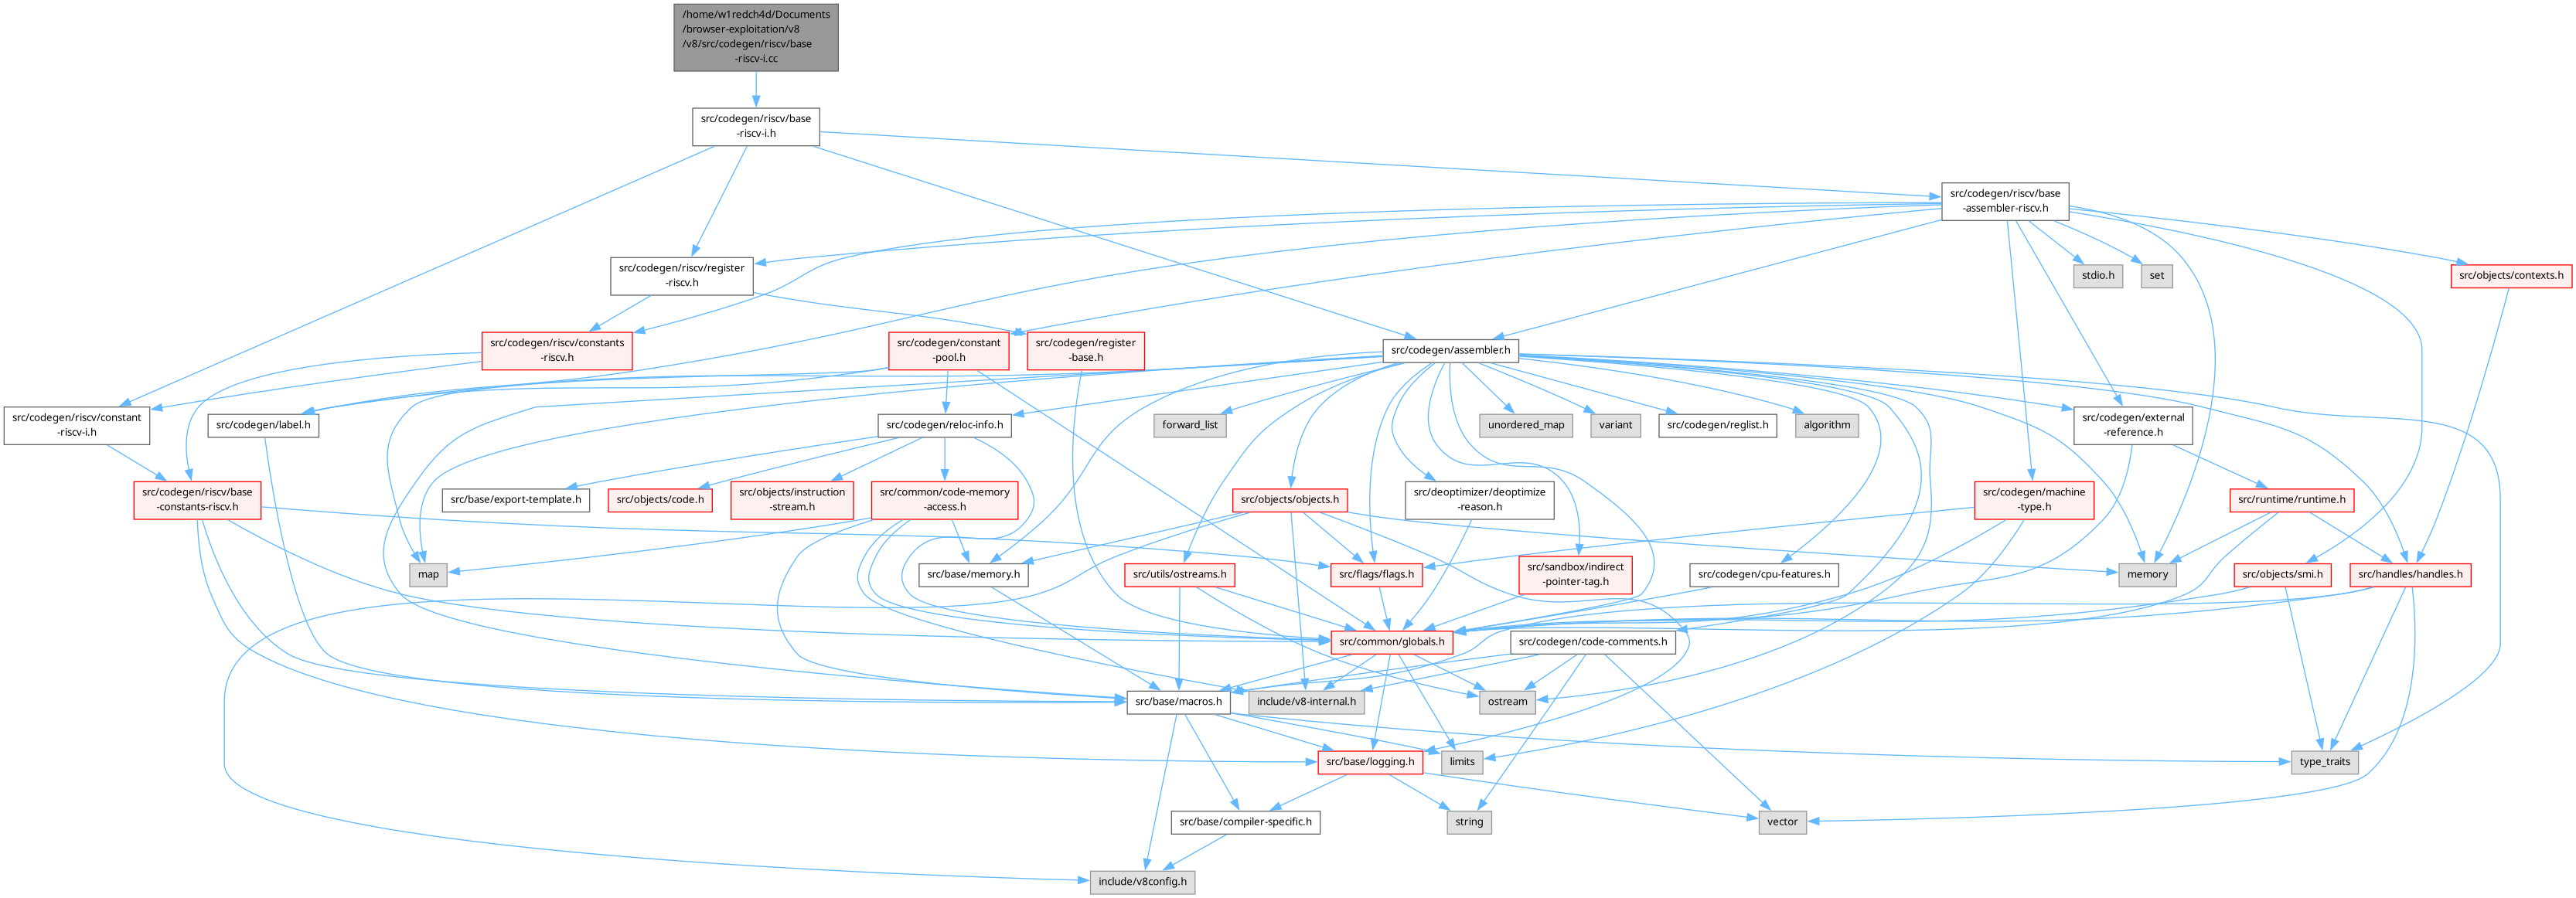 /home/w1redch4d/Documents
/browser-exploitation/v8
/v8/src/codegen/riscv/base
-riscv-i.cc
src/codegen/riscv/base
-riscv-i.h
src/codegen/riscv/base
-assembler-riscv.h
src/codegen/riscv/register
-riscv.h
stdio.h
set
src/objects/contexts.h
src/codegen/riscv/constants
-riscv.h
src/codegen/constant
-pool.h
src/codegen/register
-base.h
src/codegen/assembler.h
src/codegen/riscv/constant
-riscv-i.h
src/codegen/label.h
src/codegen/reloc-info.h
forward_list
unordered_map
variant
src/codegen/reglist.h
algorithm
src/codegen/external
-reference.h
src/codegen/riscv/base
-constants-riscv.h
src/base/export-template.h
src/objects/code.h
src/objects/instruction
-stream.h
src/common/code-memory
-access.h
src/objects/objects.h
src/deoptimizer/deoptimize
-reason.h
src/codegen/machine
-type.h
src/runtime/runtime.h
map
src/base/memory.h
src/utils/ostreams.h
src/flags/flags.h
src/sandbox/indirect
-pointer-tag.h
src/codegen/cpu-features.h
memory
src/objects/smi.h
src/handles/handles.h
src/common/globals.h
src/codegen/code-comments.h
src/base/macros.h
include/v8-internal.h
ostream
src/base/logging.h
limits
type_traits
src/base/compiler-specific.h
string
vector
include/v8config.h